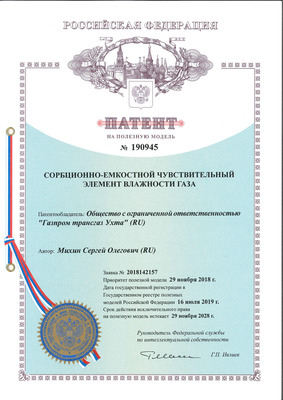 РОССИЙСКАЯ ФЕДЕРАЦИЯ
ПАТЕНТ
НА ПОЛЕЗНУЮ МОДЕЛЬ
№ 190945
СОРБЦИОННО-ЕМКОСТНОЙ ЧУВСТВИТЕЛЬНЫЙ
ЭЛЕМЕНТ ВЛАЖНОСТИ ГАЗА
Патентообладатель: Общество с ограниченной ответственностью
"Газпром трансгаз Ухта" (RU)
Автор: Михин Сергей Олегович (RU)
Заявка № 2018142157
Приоритет полезной модели 29 ноября 2018 г.
Дата государственной регистрации в
Государственном реестре полезных
моделей Российской Федерации 16 июля 2019 г.
Срок действия исключительного права
на полезную модель истекает 29 ноября 2028 г.
Руководитель Федеральной службы
по интеллектуальной собственности
Г.П. Ивлиев